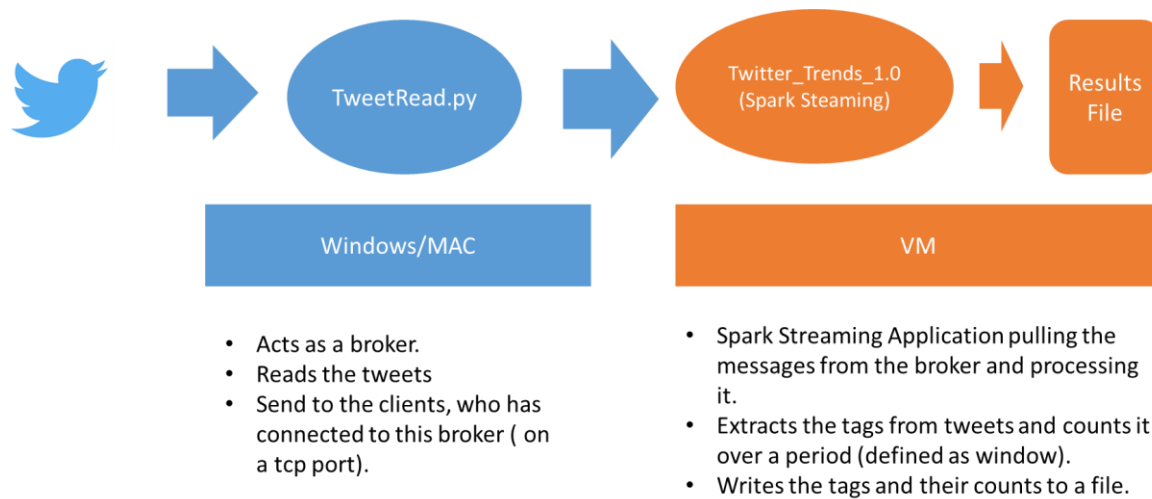 TweetRead.py
Twitter_Trends_1.0
(Spark Steaming)
Results
File
Windows/MAC
VM
• Acts as a broker.
• Reads the tweets
• Send to the clients, who has
connected to this broker ( on
a tcp port).
• Spark Streaming Application pulling the
messages from the broker and processing
it.
• Extracts the tags from tweets and counts it
over a period (defined as window).
• Writes the tags and their counts to a file.